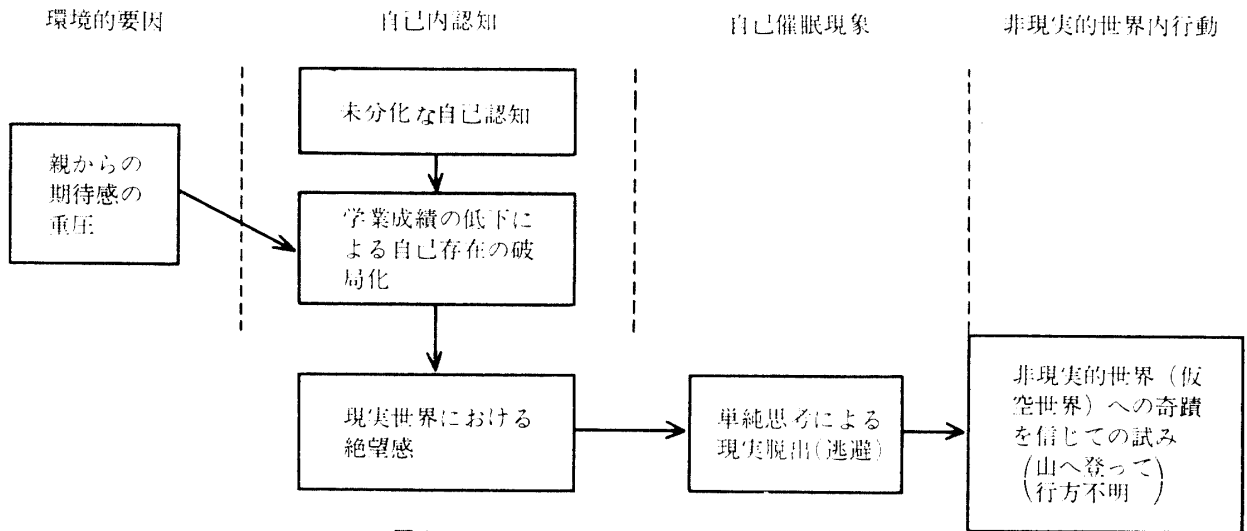 環境的要因
自己内認知
自己催眠現象
非現実的世界内行動
未分化な自己認知
親からの
期待感の
重圧
学業成績の低下に
よる自己存在の破
局化
現実世界における
絶望感
単純思考による
現実脱出(逃避)
非現実的世界（仮
空世界）への奇蹟
を信じての試み
(山へ登って)
(行方不明)